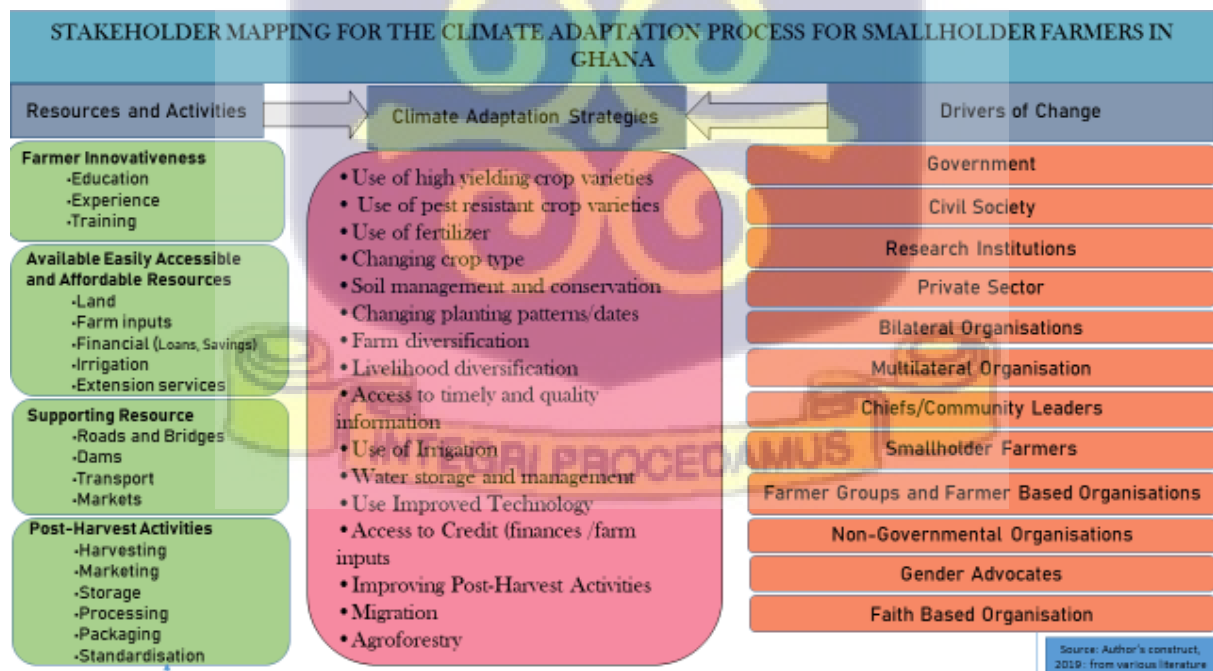 STAKEHOLDER MAPPING FOR THE CLIMATE ADAPTATION PROCESS FOR SMALLHOLDER FARMERS IN
GHANA
Resources and Activities
Climate Adaptation Strategies
Drivers of Change
Farmer Innovativeness
•Education
•Experience
•Training
Available Easily Accessible
and Affordable Resources
•Land
•Farm inputs
•Financial (Loans, Savings)
•Irrigation
•Extension services
Supporting Resource
•Roads and Bridges
•Dams
•Transport
•Markets
Post-Harvest Activities
•Harvesting
•Marketing
•Storage
•Processing
•Packaging
•Standardisation
• Use of high yielding crop varieties
• Use of pest resistant crop varieties
• Use of fertilizer
• Changing crop type
• Soil management and conservation
• Changing planting patterns/dates
• Farm diversification
• Livelihood diversification
• Access to timely and quality
information
• Use of Irrigation
• Water storage and management
• Use Improved Technology
• Access to Credit (finances /farm
inputs
• Improving Post-Harvest Activities
• Migration
• Agroforestry
Government
Civil Society
Research Institutions
Private Sector
Bilateral Organisations
Multilateral Organisation
Chiefs/Community Leaders
Smallholder Farmers
Farmer Groups and Farmer Based Organisations
Non-Governmental Organisations
Gender Advocates
Faith Based Organisation
INTEGRI PROCEDAMUS
Source: Author's construct,
2019: from various literature